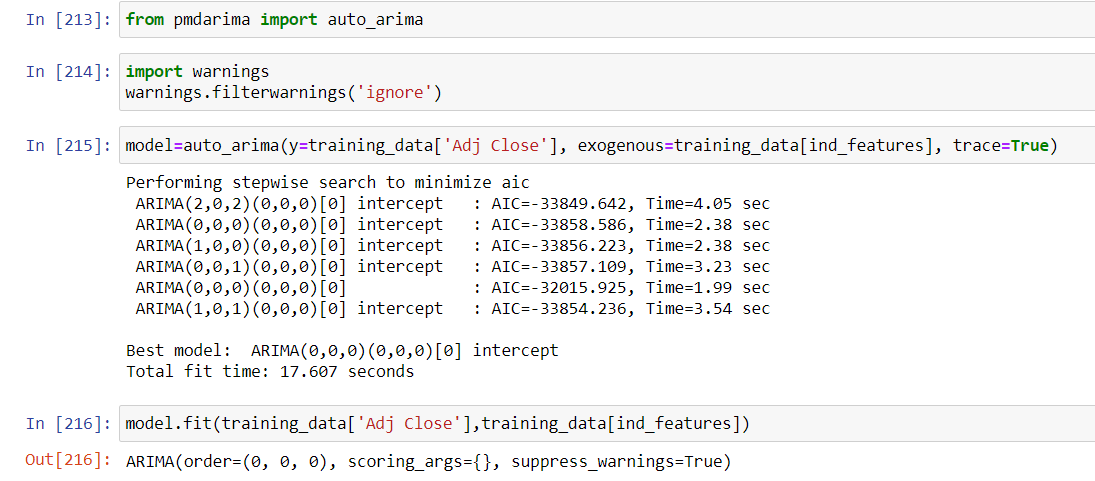 In [213]: from pmdarima import auto_arima
In [214]: import warnings
warnings.filterwarnings('ignore')
In [215]: model=auto_arima(y=training_data['Adj Close'], exogenous=training_data[ind_features], trace=True)
Performing stepwise search to minimize aic
ARIMA(2,0,2)(0,0,0)[0] intercept   : AIC=-33849.642, Time=4.05 sec
ARIMA(0,0,0)(0,0,0)[0] intercept   : AIC=-33858.586, Time=2.38 sec
ARIMA(1,0,0)(0,0,0)[0] intercept   : AIC=-33856.223, Time=2.38 sec
ARIMA(0,0,1)(0,0,0)[0] intercept   : AIC=-33857.109, Time=3.23 sec
ARIMA(0,0,0)(0,0,0)[0]             : AIC=-32015.925, Time=1.99 sec
ARIMA(1,0,1)(0,0,0)[0] intercept   : AIC=-33854.236, Time=3.54 sec
Best model:  ARIMA(0,0,0)(0,0,0)[0] intercept
Total fit time: 17.607 seconds
In [216]: model.fit(training_data['Adj Close'],training_data[ind_features])
Out[216]: ARIMA(order=(0, 0, 0), scoring_args={}, suppress_warnings=True)